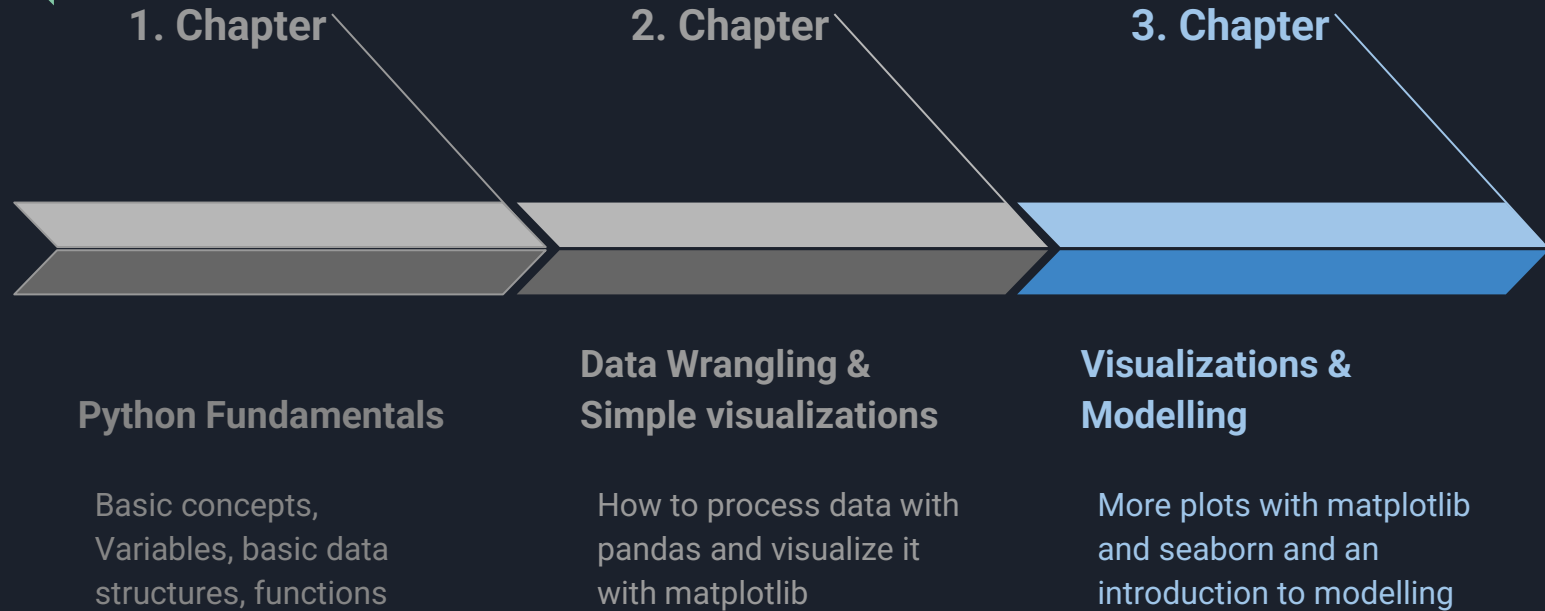 1. Chapter
2. Chapter
3. Chapter
Python Fundamentals
Basic concepts,
Variables, basic data
structures, functions
Data Wrangling &
Simple visualizations
How to process data with
pandas and visualize it
with matplotlib
Visualizations &
Modelling
More plots with matplotlib
and seaborn and an
introduction to modelling